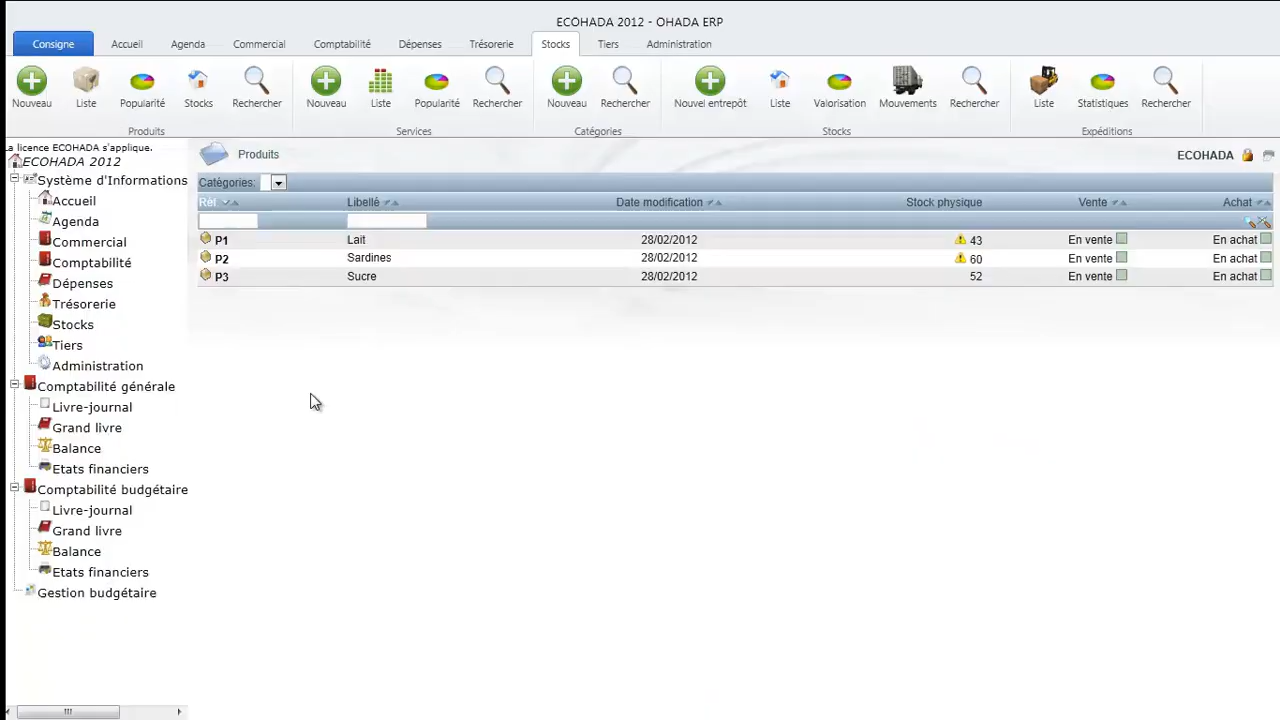 ECOHADA 2012 - OHADA ERP
Consigne Accueil Agenda Commercial Comptabilité Dépenses Trésorerie Stocks Tiers Administration
Nouveau Liste Popularité Stocks Rechercher Nouveau Liste Popularité Rechercher Nouveau Rechercher Nouvel entrepôt Liste Valorisation Mouvements Rechercher Liste Statistiques Rechercher
Produits Services Catégories Stocks Expéditions
La licence ECOHADA s'applique.
ECOHADA 2012
Système d'Informations
Accueil
Agenda
Commercial
Comptabilité
Dépenses
Trésorerie
Stocks
Tiers
Administration
Comptabilité générale
Livre-journal
Grand livre
Balance
Etats financiers
Comptabilité budgétaire
Livre-journal
Grand livre
Balance
Etats financiers
Gestion budgétaire
Produits ECOHADA
Catégories:
Réf. Libellé Date modification Stock physique Vente Achat
P1 Lait 28/02/2012 43 En vente En achat
P2 Sardines 28/02/2012 60 En vente En achat
P3 Sucre 28/02/2012 52 En vente En achat